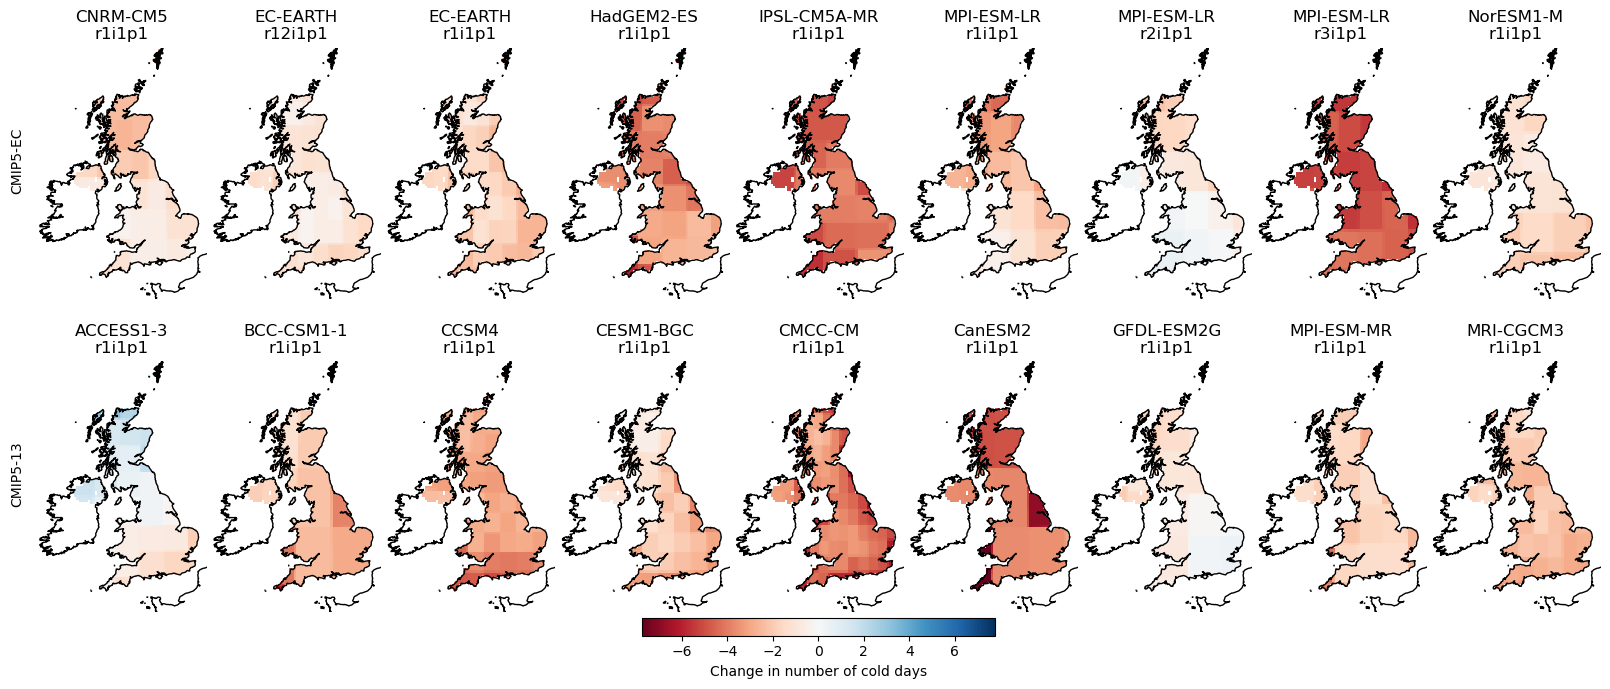 CNRM-CM5 EC-EARTH EC-EARTH HadGEM2-ES IPSL-CM5A-MR MPI-ESM-LR MPI-ESM-LR MPI-ESM-LR NorESM1-M
r1i1p1 r12i1p1 r1i1p1 r1i1p1 r1i1p1 r1i1p1 r2i1p1 r3i1p1 r1i1p1
CMIP5-EC
ACCESS1-3 BCC-CSM1-1 CCSM4 CESM1-BGC CMCC-CM CanESM2 GFDL-ESM2G MPI-ESM-MR MRI-CGCM3
r1i1p1 r1i1p1 r1i1p1 r1i1p1 r1i1p1 r1i1p1 r1i1p1 r1i1p1 r1i1p1
CMIP5-13
−6 −4 −2 0 2 4 6
Change in number of cold days